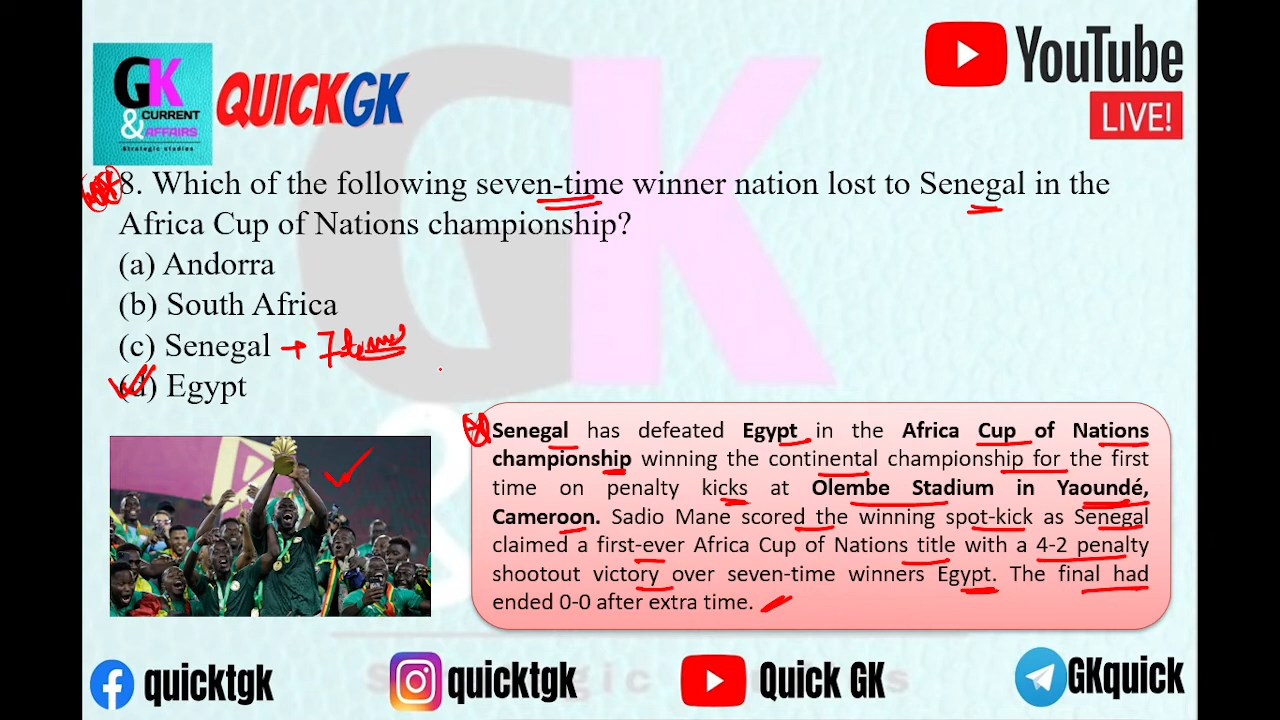 GK
CURRENT
& AFFAIRS
Strategic studies
QUICKGK
YouTube
LIVE!
8. Which of the following seven-time winner nation lost to Senegal in the
Africa Cup of Nations championship?
(a) Andorra
(b) South Africa
(c) Senegal → 7 times
(d) Egypt
Senegal has defeated Egypt in the Africa Cup of Nations
championship winning the continental championship for the first
time on penalty kicks at Olembe Stadium in Yaoundé,
Cameroon. Sadio Mane scored the winning spot-kick as Senegal
claimed a first-ever Africa Cup of Nations title with a 4-2 penalty
shootout victory over seven-time winners Egypt. The final had
ended 0-0 after extra time.
quicktgk
quicktgk
Quick GK
GKquick